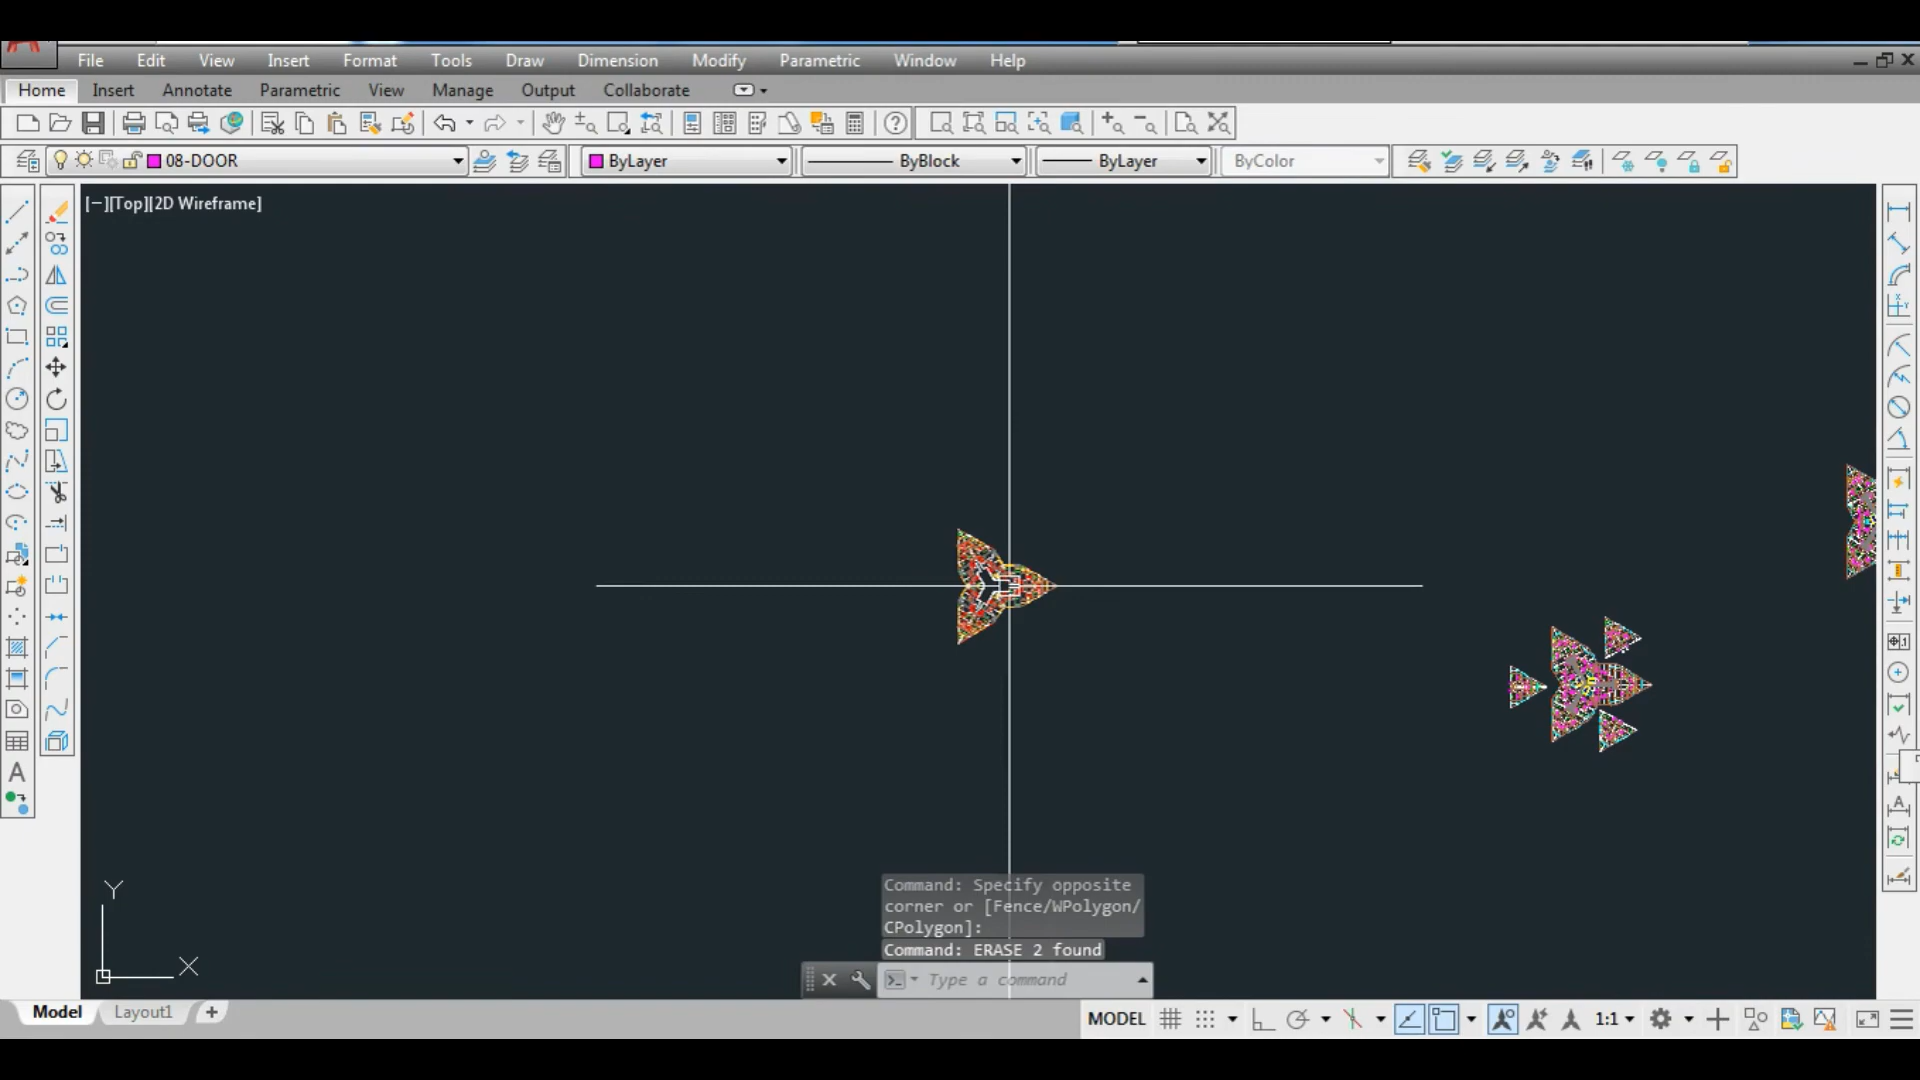 File Edit View Insert Format Tools Draw Dimension Modify Parametric Window Help
Home Insert Annotate Parametric View Manage Output Collaborate
08-DOOR ByLayer ByBlock ByLayer ByColor
[−][Top][2D Wireframe]
Y
X
Command: Specify opposite
corner or [Fence/WPolygon/
CPolygon]:
Command: ERASE 2 found
Type a command
Model Layout1 +
MODEL 1:1